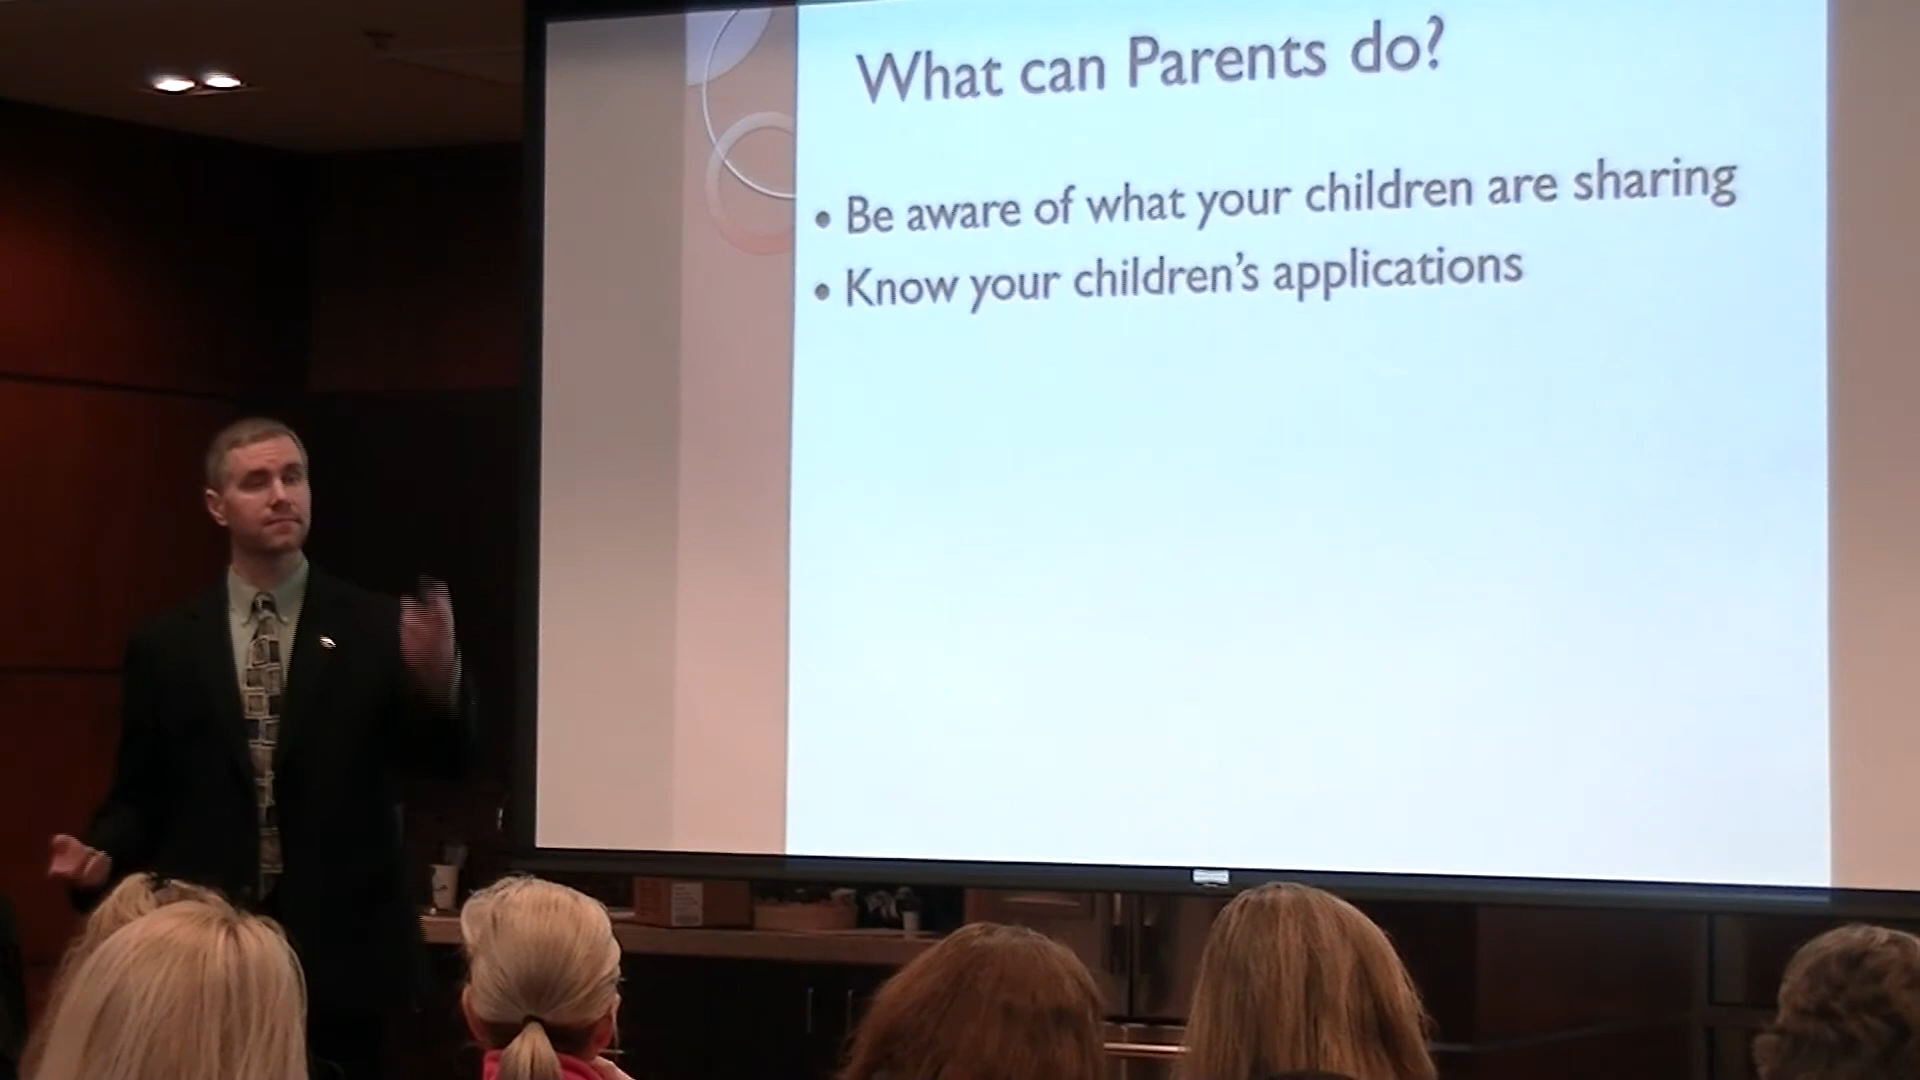 What can Parents do?
• Be aware of what your children are sharing
• Know your children's applications